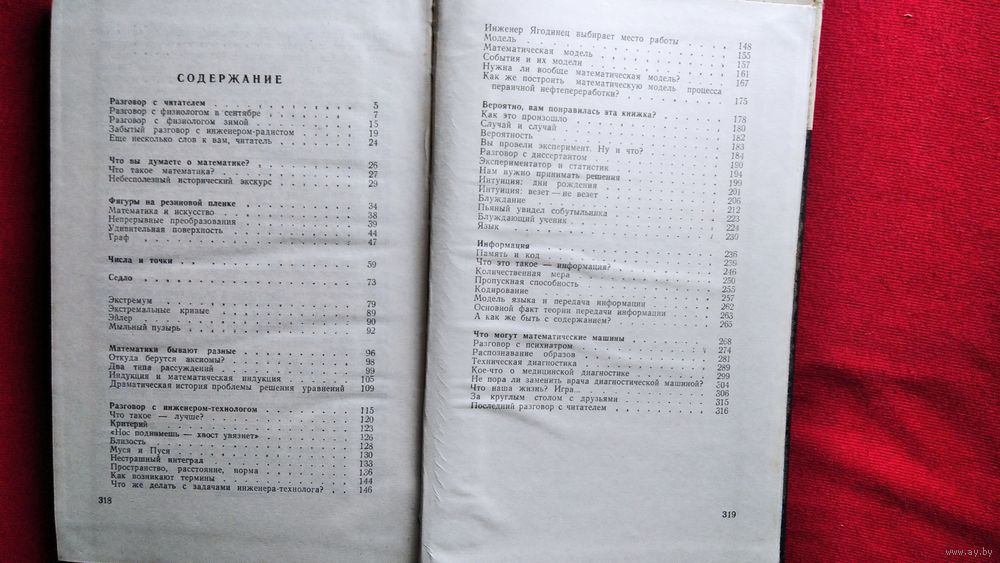 СОДЕРЖАНИЕ
Разговор с читателем . . . 5
Разговор с физиологом в сентябре . . . 7
Разговор с физиологом зимой . . . 15
Забытый разговор с инженером-радистом . . . 19
Еще несколько слов к вам, читатель . . . 24
Что вы думаете о математике? . . . 26
Что такое математика? . . . 27
Небесполезный исторический экскурс . . . 29
Фигуры на резиновой пленке . . . 34
Математика и искусство . . . 38
Непрерывные преобразования . . . 39
Удивительная поверхность . . . 44
Граф . . . 47
Числа и точки . . . 59
Седло . . . 73
Экстремум . . . 79
Экстремальные кризые . . . 89
Эйлер . . . 90
Мыльный пузырь . . . 92
Математики бывают разные . . . 96
Откуда берутся аксиомы? . . . 98
Два типа рассуждений . . . 99
Индукция и математическая индукция . . . 105
Драматическая история проблемы решения уравнений 109
Разговор с инженером-технологом . . . 115
Что такое — лучше? . . . 120
Критерий . . . 123
«Нос поднимешь — хвост увязнет» . . . 126
Близость . . . 128
Муся и Пуся . . . 130
Нестрашный интеграл . . . 133
Пространство, расстояние, норма . . . 136
Как возникают термины . . . 144
Что же делать с задачами инженера-технолога? . . . 146
318
Инженер Ягодинец выбирает место работы . . . 148
Модель . . . 155
Математическая модель . . . 157
События и их модели . . . 161
Нужна ли вообще математическая модель? . . . 167
Как же построить математическую модель процесса
первичной нефтепереработки? . . . 175
Вероятно, вам понравилась эта книжка? . . . 178
Как это произошло . . . 180
Случай и случай . . . 182
Вероятность . . . 183
Вы провели эксперимент. Ну и что? . . . 184
Разговор с диссертантом . . . 190
Экспериментатор и статистик . . . 194
Нам нужно принимать решения . . . 199
Интуиция: дни рождения . . . 201
Интуиция: везет — не везет . . . 206
Блуждание . . . 212
Пьяный увидел собутыльника . . . 223
Блуждающий ученик . . . 224
Язык . . . 230
Информация . . . 236
Память и код . . . 239
Что это такое — информация? . . . 246
Количественная мера . . . 250
Пропускная способность . . . 255
Кодирование . . . 257
Модель языка и передача информации . . . 262
Основной факт теории передачи информации . . . 263
А как же быть с содержанием? . . . 265
Что могут математические машины . . . 268
Разговор с психиатром . . . 274
Распознавание образов . . . 281
Техническая диагностика . . . 289
Кое-что о медицинской диагностике . . . 299
Не пора ли заменить врача диагностической машиной? . 304
Что наша жизнь? Игра . . . 306
За круглым столом с друзьями . . . 315
Последний разговор с читателем . . . 316
319
www.ay.by